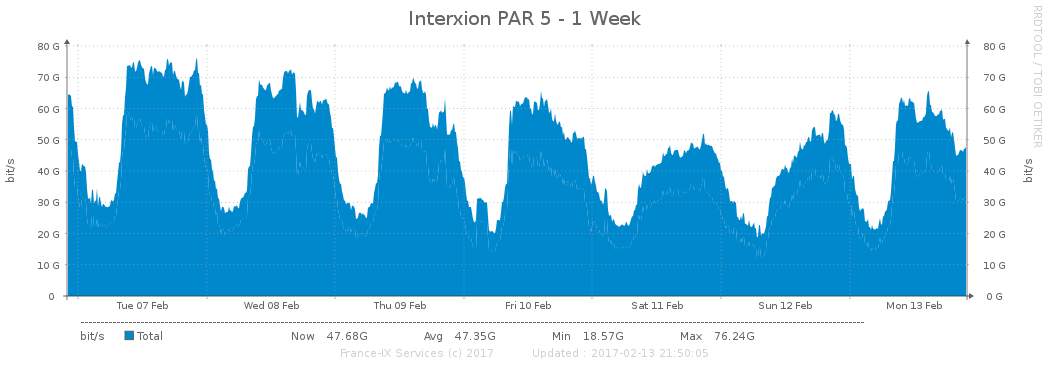 Interxion PAR 5 - 1 Week
RRDTOOL / TOBI OETIKER
80 G 80 G
70 G 70 G
60 G 60 G
50 G 50 G
40 G 40 G
30 G 30 G
20 G 20 G
10 G 10 G
0 0 G
bit/s
bit/s
Tue 07 Feb Wed 08 Feb Thu 09 Feb Fri 10 Feb Sat 11 Feb Sun 12 Feb Mon 13 Feb
bit/s Total Now 47.68G Avg 47.35G Min 18.57G Max 76.24G
France-IX Services (c) 2017 Updated : 2017-02-13 21:50:05